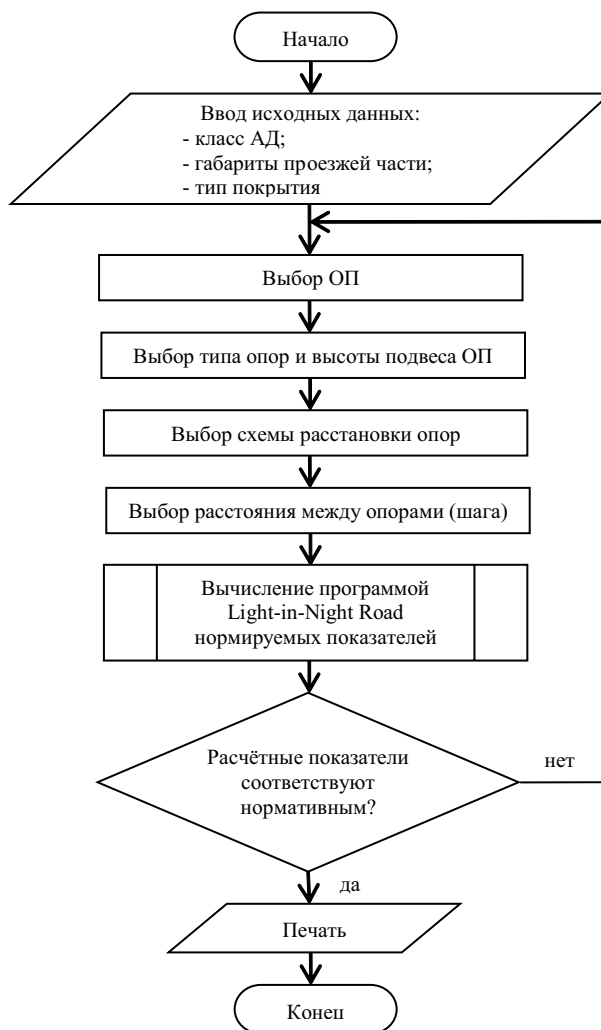 Начало
Ввод исходных данных:
- класс АД;
- габариты проезжей части;
- тип покрытия
Выбор ОП
Выбор типа опор и высоты подвеса ОП
Выбор схемы расстановки опор
Выбор расстояния между опорами (шага)
Вычисление программой
Light-in-Night Road
нормируемых показателей
Расчётные показатели
соответствуют
нормативным?
нет
да
Печать
Конец